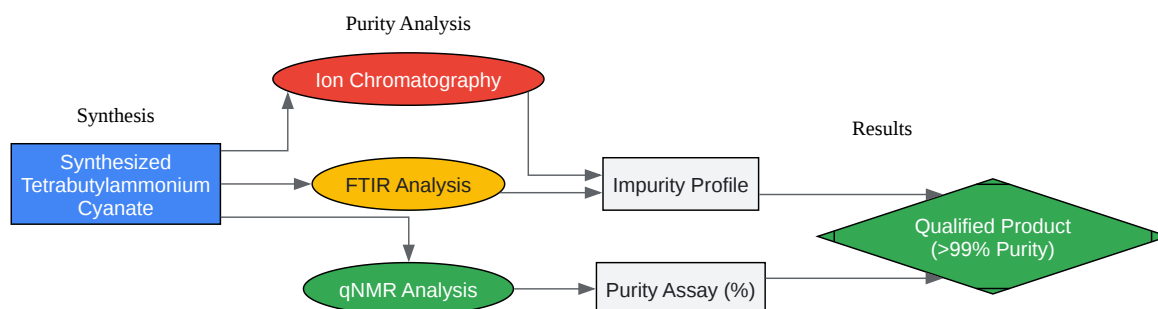 Purity Analysis
Ion Chromatography
Synthesis
Results
Synthesized
Tetrabutylammonium
Cyanate
FTIR Analysis
Impurity Profile
Qualified Product
(>99% Purity)
qNMR Analysis
Purity Assay (%)